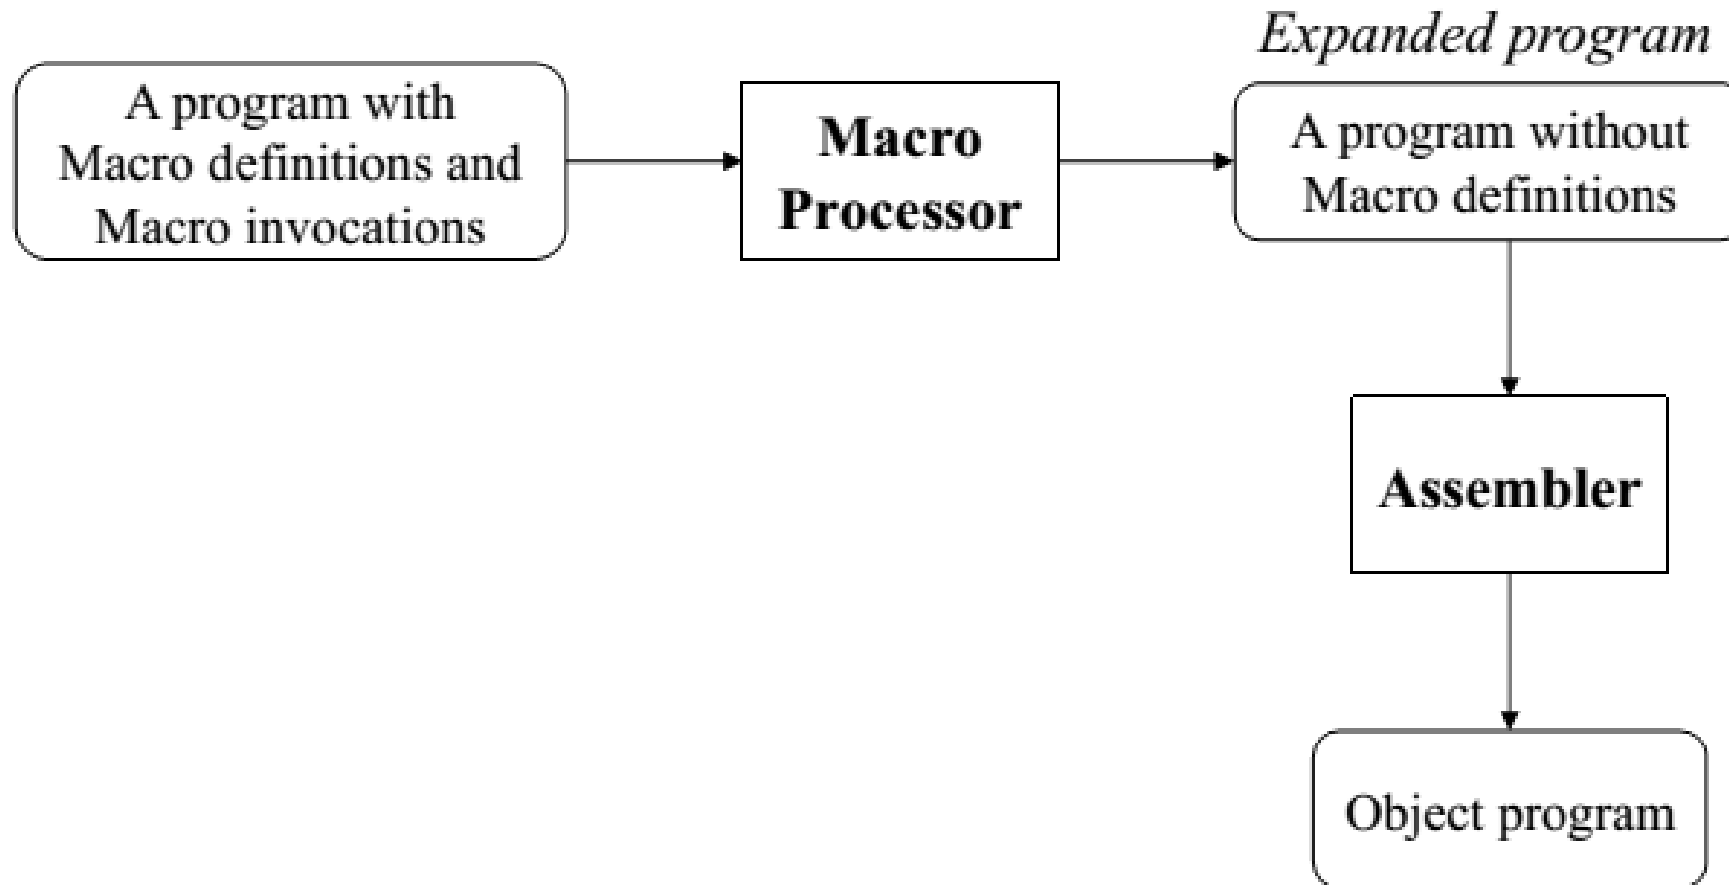 Expanded program
A program with
Macro definitions and
Macro invocations
Macro
Processor
A program without
Macro definitions
Assembler
Object program